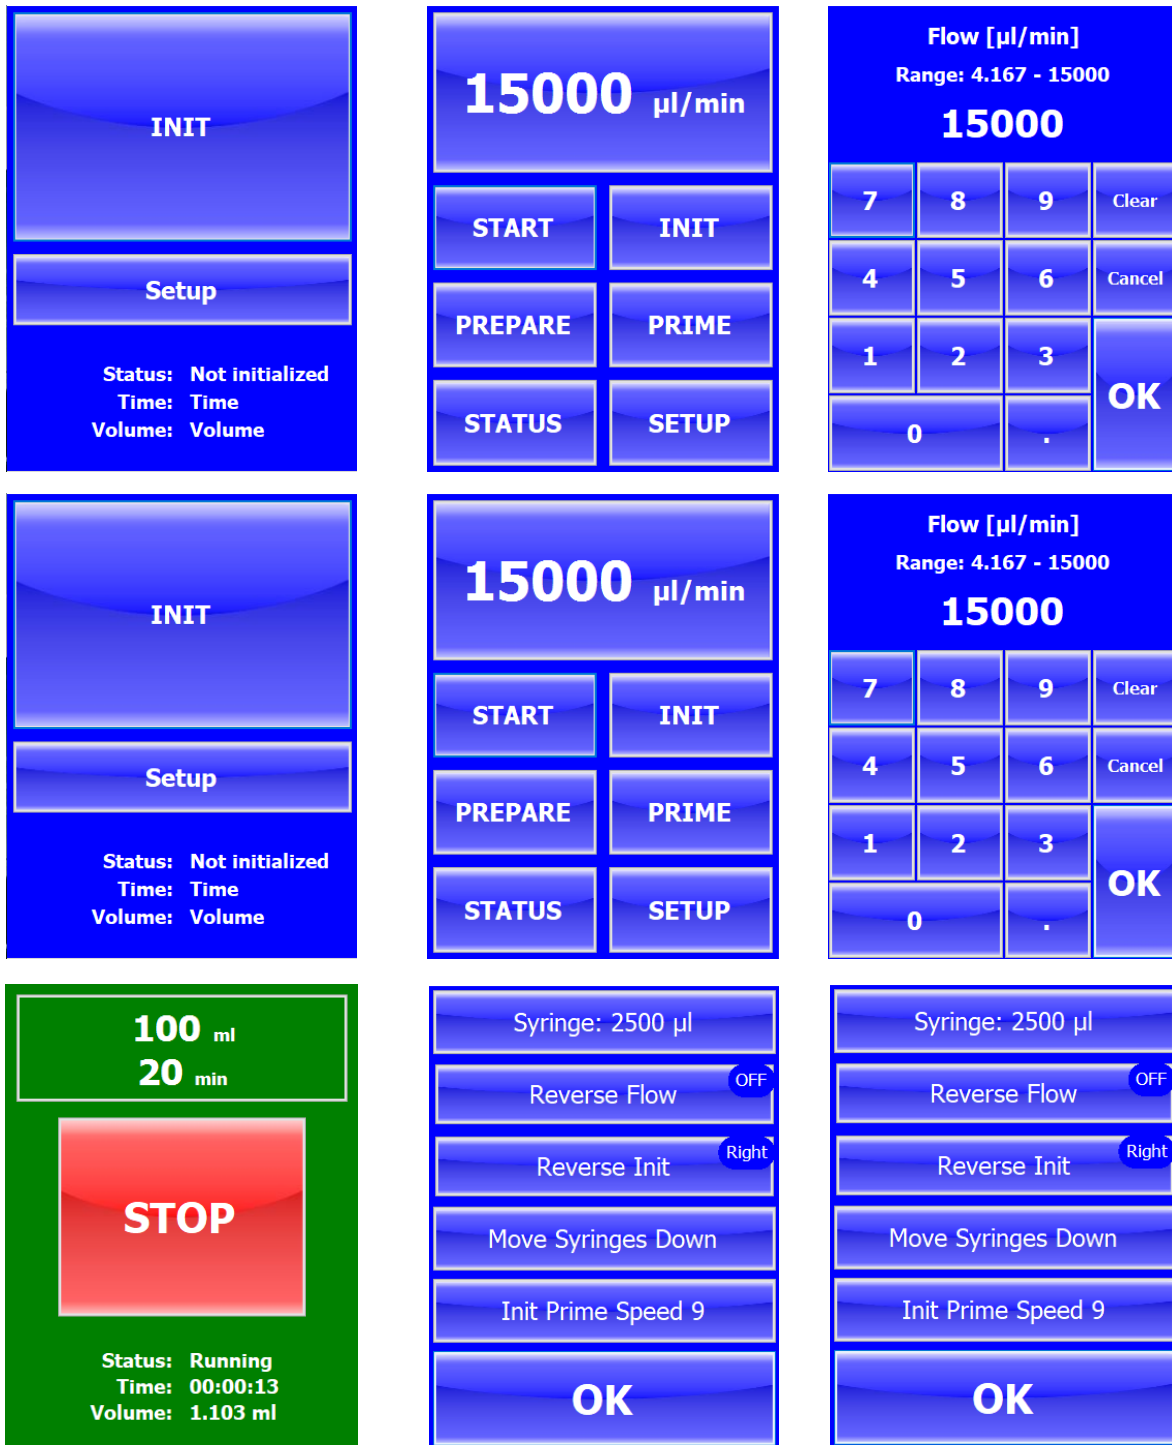 INIT
Setup
Status: Not initialized
Time: Time
Volume: Volume
15000 µl/min
START INIT
PREPARE PRIME
STATUS SETUP
Flow [µl/min]
Range: 4.167 - 15000
15000
7 8 9 Clear
4 5 6 Cancel
1 2 3
OK
0 .
INIT
Setup
Status: Not initialized
Time: Time
Volume: Volume
15000 µl/min
START INIT
PREPARE PRIME
STATUS SETUP
Flow [µl/min]
Range: 4.167 - 15000
15000
7 8 9 Clear
4 5 6 Cancel
1 2 3
OK
0 .
100 ml
20 min
STOP
Status: Running
Time: 00:00:13
Volume: 1.103 ml
Syringe: 2500 µl
Reverse Flow OFF
Reverse Init Right
Move Syringes Down
Init Prime Speed 9
OK
Syringe: 2500 µl
Reverse Flow OFF
Reverse Init Right
Move Syringes Down
Init Prime Speed 9
OK